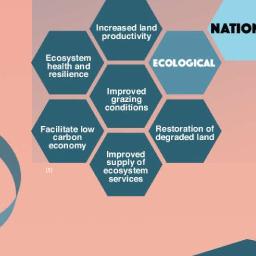 Increased land
productivity
NATION
Ecosystem
health and
resilience
ECOLOGICAL
Improved
grazing
conditions
Facilitate low
carbon
economy
Restoration of
degraded land
Improved
supply of
ecosystem
services